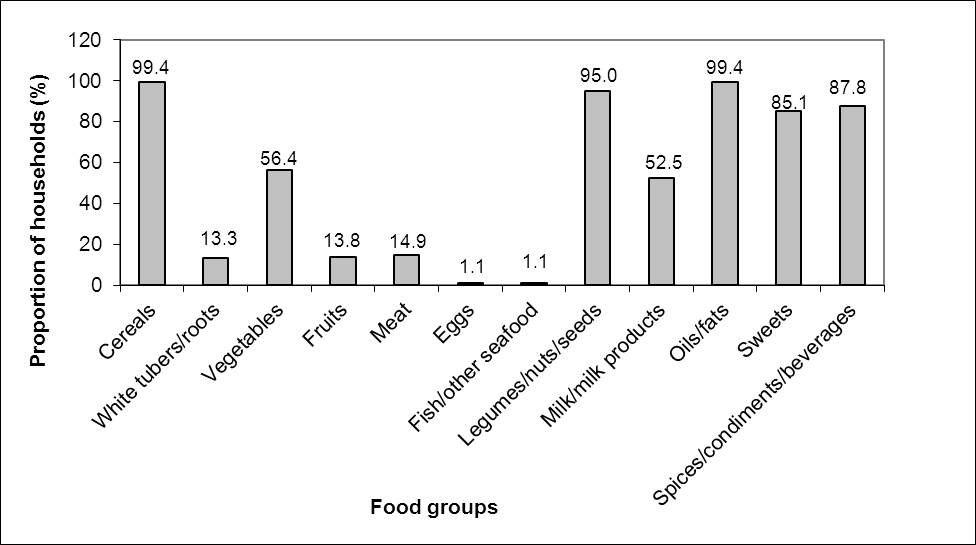 Proportion of households (%)
120
100
80
60
40
20
0
99.4
13.3
56.4
13.8
14.9
1.1
1.1
95.0
52.5
99.4
85.1
87.8
Cereals
White tubers/roots
Vegetables
Fruits
Meat
Eggs
Fish/other seafood
Legumes/nuts/seeds
Milk/milk products
Oils/fats
Sweets
Spices/condiments/beverages
Food groups